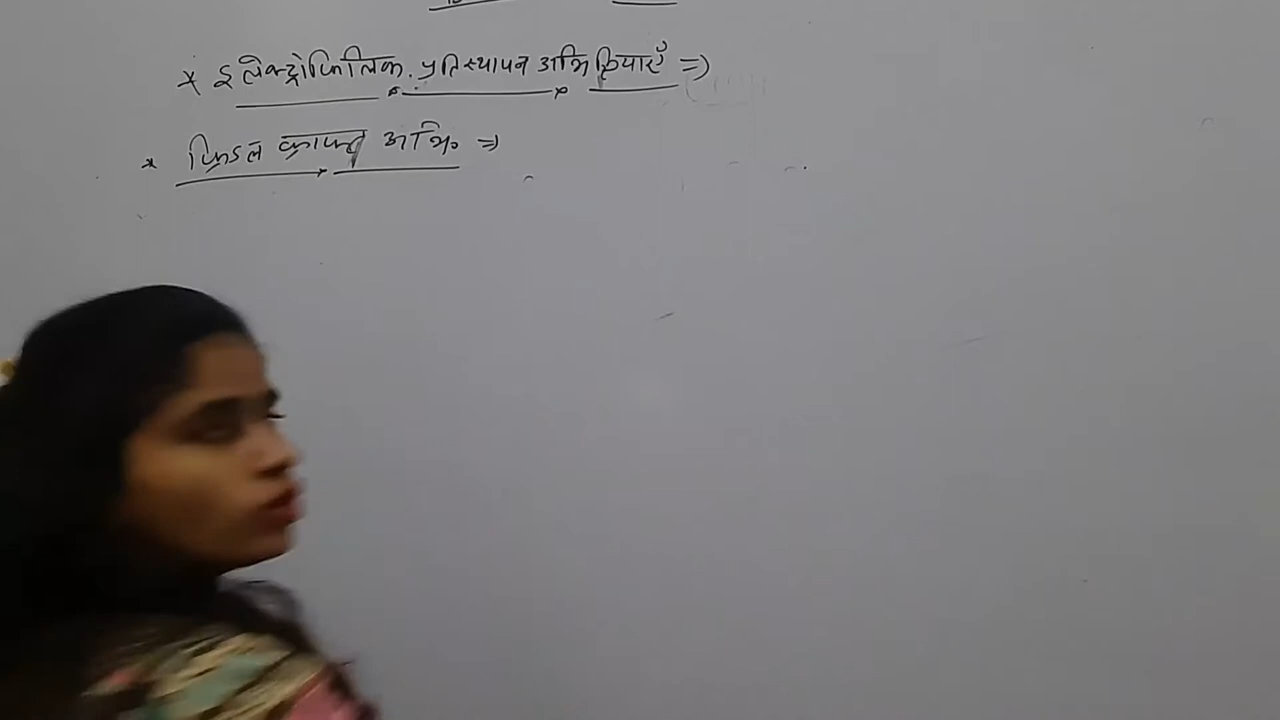 * इलेक्ट्रोफिलिक प्रतिस्थापन अभिक्रियाएँ ⇒
* फ्रिडल क्राफ्ट अभि० ⇒